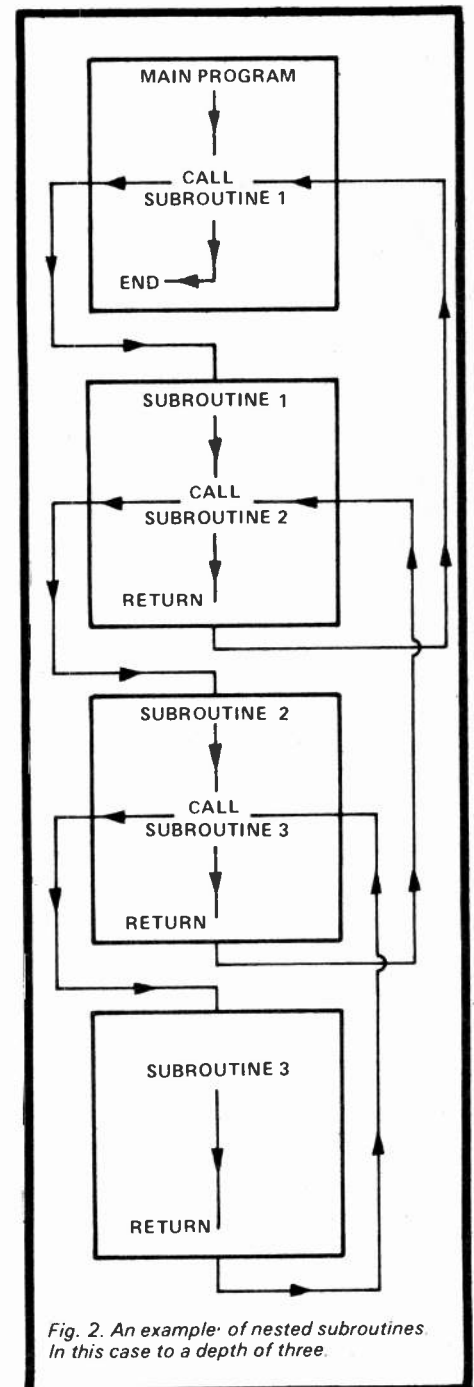 MAIN PROGRAM
CALL
SUBROUTINE 1
END
SUBROUTINE 1
CALL
SUBROUTINE 2
RETURN
SUBROUTINE 2
CALL
SUBROUTINE 3
RETURN
SUBROUTINE 3
RETURN
Fig. 2. An example of nested subroutines.
In this case to a depth of three.